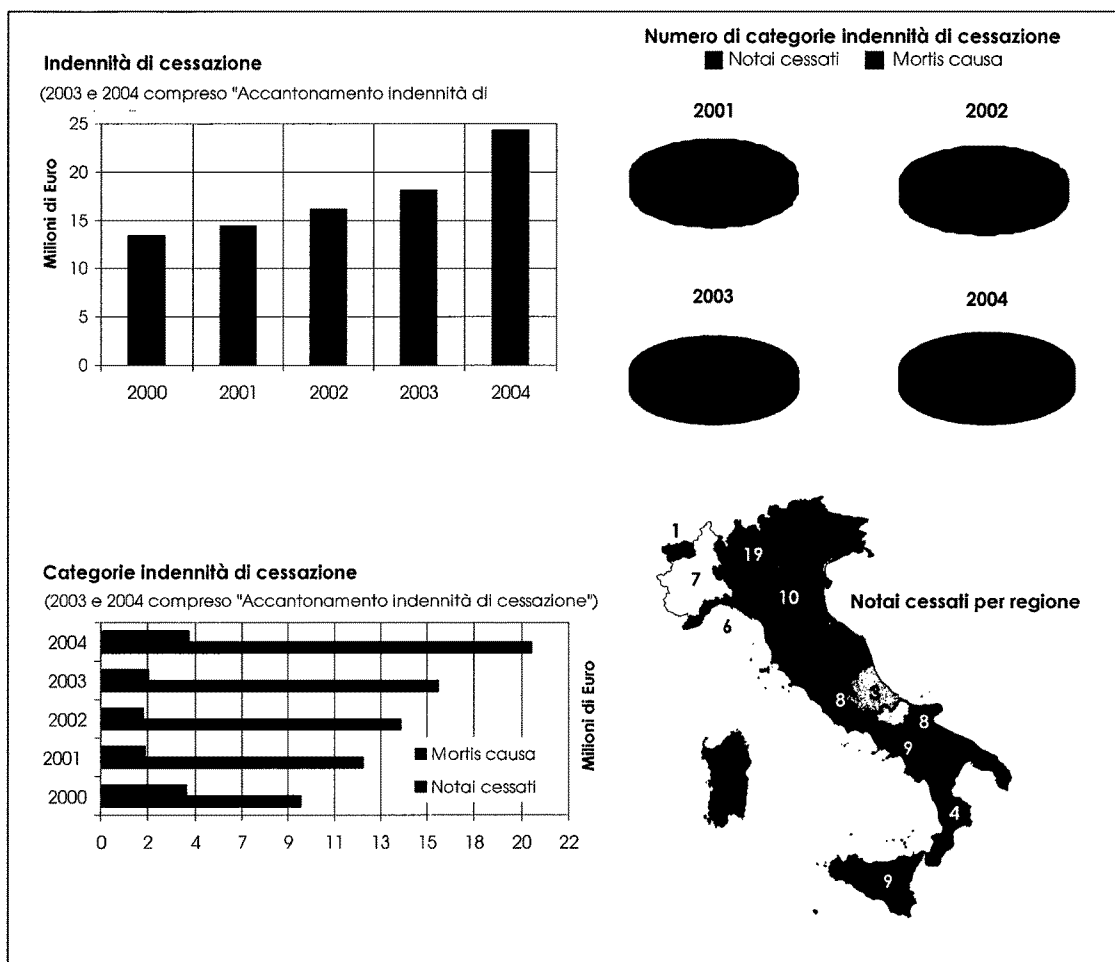 Indennità di cessazione
(2003 e 2004 compreso "Accantonamento indennità di
Milioni di Euro
25
20
15
10
5
0
2000 2001 2002 2003 2004
Numero di categorie indennità di cessazione
Notai cessati Mortis causa
2001 2002
2003 2004
Categorie indennità di cessazione
(2003 e 2004 compreso "Accantonamento indennità di cessazione")
2004
2003
2002
2001
2000
Mortis causa
Notai cessati
0 2 4 7 9 11 13 15 18 20 22
Milioni di Euro
Notai cessati per regione
1
19
7
10
6
3
8
8
9
4
9